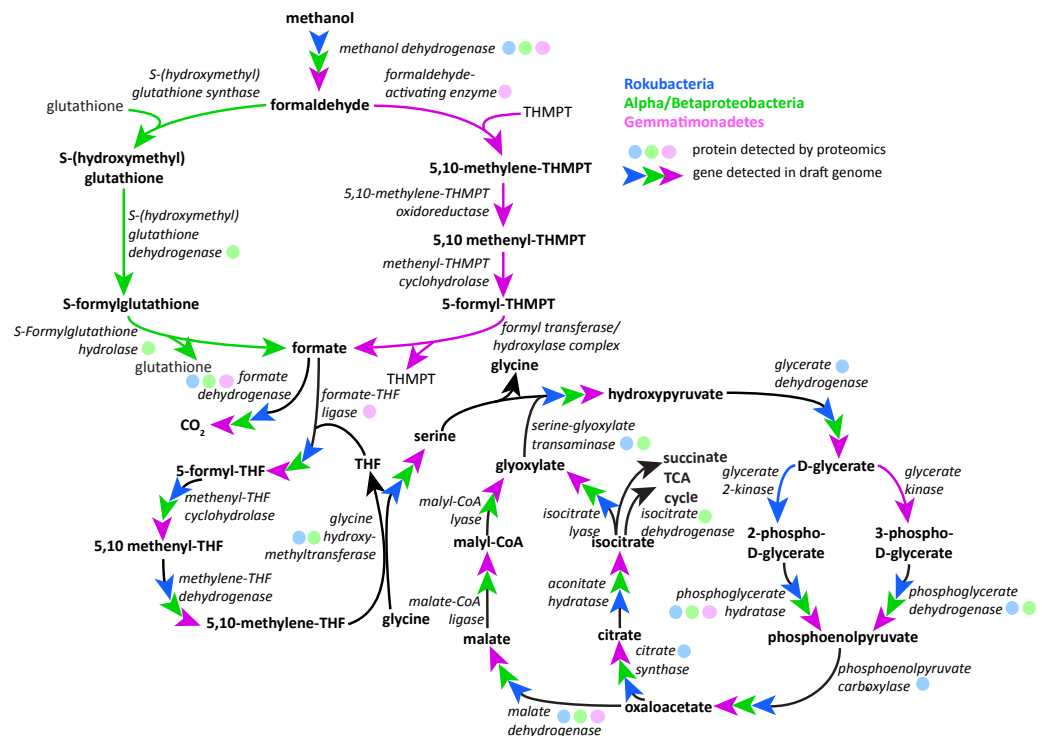 methanol
methanol dehydrogenase
S-(hydroxymethyl)
glutathione synthase
formaldehyde-
activating enzyme
glutathione
formaldehyde
THMPT
Rokubacteria
Alpha/Betaproteobacteria
Gemmatimonadetes
protein detected by proteomics
gene detected in draft genome
S-(hydroxymethyl)
glutathione
5,10-methylene-THMPT
5,10-methylene-THMPT
oxidoreductase
S-(hydroxymethyl)
glutathione
dehydrogenase
5,10 methenyl-THMPT
methenyl-THMPT
cyclohydrolase
S-formylglutathione
5-formyl-THMPT
S-Formylglutathione
hydrolase
formate
formyl transferase/
hydroxylase complex
glutathione
THMPT
glycine
formate
dehydrogenase
formate-THF
ligase
CO2
serine
hydroxypyruvate
glycerate
dehydrogenase
serine-glyoxylate
transaminase
5-formyl-THF
THF
glyoxylate
succinate
TCA
cycle
D-glycerate
methenyl-THF
cyclohydrolase
glycine
hydroxy-
methyltransferase
malyl-CoA
lyase
isocitrate
lyase
isocitrate
dehydrogenase
glycerate
2-kinase
glycerate
kinase
5,10 methenyl-THF
malyl-CoA
isocitrate
2-phospho-
D-glycerate
3-phospho-
D-glycerate
methylene-THF
dehydrogenase
malate-CoA
ligase
aconitate
hydratase
phosphoglycerate
hydratase
phosphoglycerate
dehydrogenase
5,10-methylene-THF
glycine
malate
citrate
phosphoenolpyruvate
citrate
synthase
phosphoenolpyruvate
carboxylase
malate
dehydrogenase
oxaloacetate